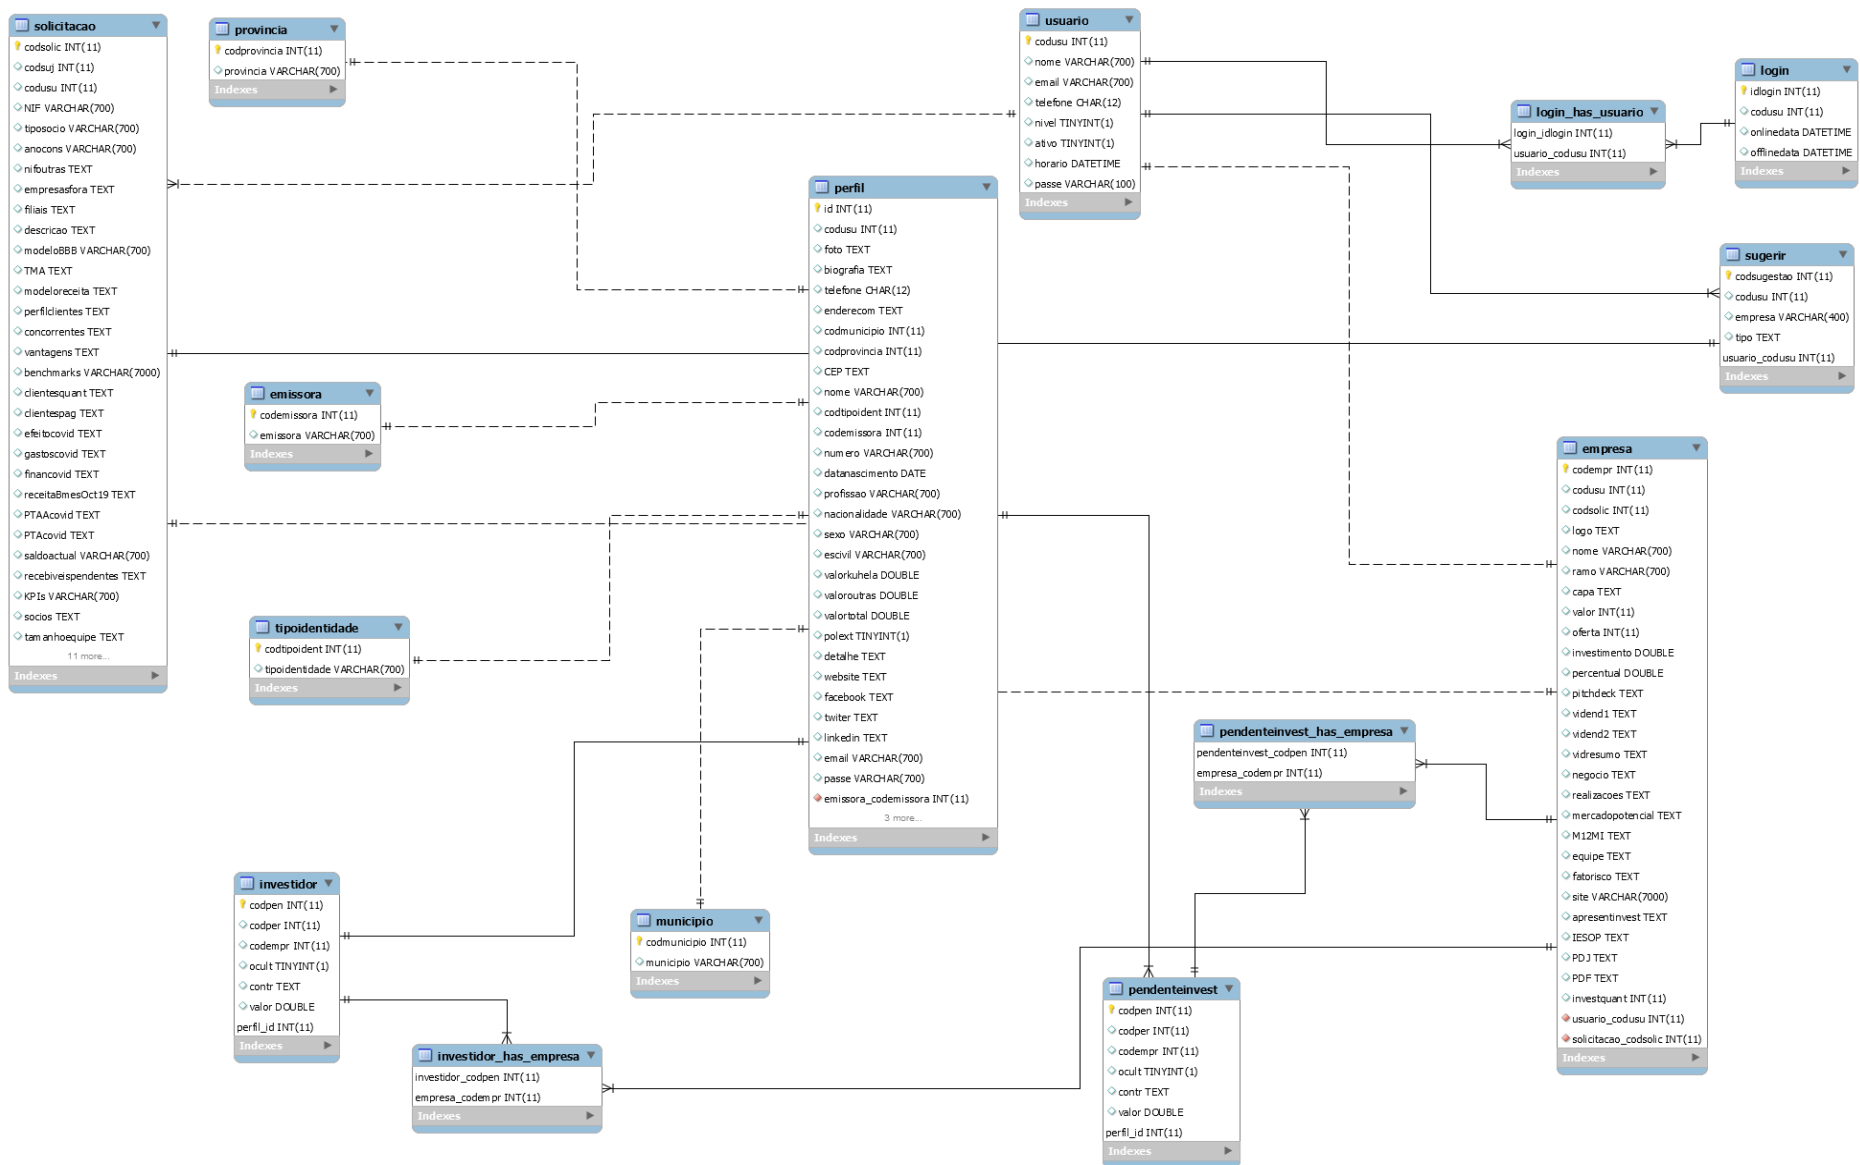 solicitacao
codsolic INT(11)
codsuj INT(11)
codusu INT(11)
NIF VARCHAR(700)
tiposocio VARCHAR(700)
anocons VARCHAR(700)
nifoutras TEXT
empresasfora TEXT
filiais TEXT
descricao TEXT
modeloBBB VARCHAR(700)
TMA TEXT
modeloreceita TEXT
perfilclientes TEXT
concorrentes TEXT
vantagens TEXT
benchmarks VARCHAR(7000)
clientesquant TEXT
clientespag TEXT
efeitocovid TEXT
gastoscovid TEXT
financovid TEXT
receitaBmesOct19 TEXT
PTAAcovid TEXT
PTAcovid TEXT
saldoactual VARCHAR(700)
recebiveispendentes TEXT
KPIs VARCHAR(700)
socios TEXT
tamanhoequipe TEXT
11 more...
Indexes
provincia
codprovincia INT(11)
provincia VARCHAR(700)
Indexes
emissora
codemissora INT(11)
emissora VARCHAR(700)
Indexes
tipoidentidade
codtipoident INT(11)
tipoidentidade VARCHAR(700)
Indexes
investidor
codpen INT(11)
codper INT(11)
codempr INT(11)
ocult TINYINT(1)
contr TEXT
valor DOUBLE
perfil_id INT(11)
Indexes
investidor_has_empresa
investidor_codpen INT(11)
empresa_codempr INT(11)
Indexes
municipio
codmunicipio INT(11)
municipio VARCHAR(700)
Indexes
perfil
id INT(11)
codusu INT(11)
foto TEXT
biografia TEXT
telefone CHAR(12)
enderecom TEXT
codmunicipio INT(11)
codprovincia INT(11)
CEP TEXT
nome VARCHAR(700)
codtipoident INT(11)
codemissora INT(11)
numero VARCHAR(700)
datanascimento DATE
profissao VARCHAR(700)
nacionalidade VARCHAR(700)
sexo VARCHAR(700)
escivil VARCHAR(700)
valorkuhela DOUBLE
valoroutras DOUBLE
valortotal DOUBLE
polext TINYINT(1)
detalhe TEXT
website TEXT
facebook TEXT
twiter TEXT
linkedin TEXT
email VARCHAR(700)
passe VARCHAR(700)
emissora_codemissora INT(11)
3 more...
Indexes
usuario
codusu INT(11)
nome VARCHAR(700)
email VARCHAR(700)
telefone CHAR(12)
nivel TINYINT(1)
ativo TINYINT(1)
horario DATETIME
passe VARCHAR(100)
Indexes
login_has_usuario
login_idlogin INT(11)
usuario_codusu INT(11)
Indexes
login
idlogin INT(11)
codusu INT(11)
onlinedata DATETIME
offlinedata DATETIME
Indexes
sugerir
codsugestao INT(11)
codusu INT(11)
empresa VARCHAR(400)
tipo TEXT
usuario_codusu INT(11)
Indexes
pendenteinvest_has_empresa
pendenteinvest_codpen INT(11)
empresa_codempr INT(11)
Indexes
pendenteinvest
codpen INT(11)
codper INT(11)
codempr INT(11)
ocult TINYINT(1)
contr TEXT
valor DOUBLE
perfil_id INT(11)
Indexes
empresa
codempr INT(11)
codusu INT(11)
codsolic INT(11)
logo TEXT
nome VARCHAR(700)
ramo VARCHAR(700)
capa TEXT
valor INT(11)
oferta INT(11)
investimento DOUBLE
percentual DOUBLE
pitchdeck TEXT
vidend1 TEXT
vidend2 TEXT
vidresumo TEXT
negocio TEXT
realizacoes TEXT
mercadopotencial TEXT
M12MI TEXT
equipe TEXT
fatorisco TEXT
site VARCHAR(7000)
apresentinvest TEXT
IESOP TEXT
PDJ TEXT
PDF TEXT
investquant INT(11)
usuario_codusu INT(11)
solicitacao_codsolic INT(11)
Indexes